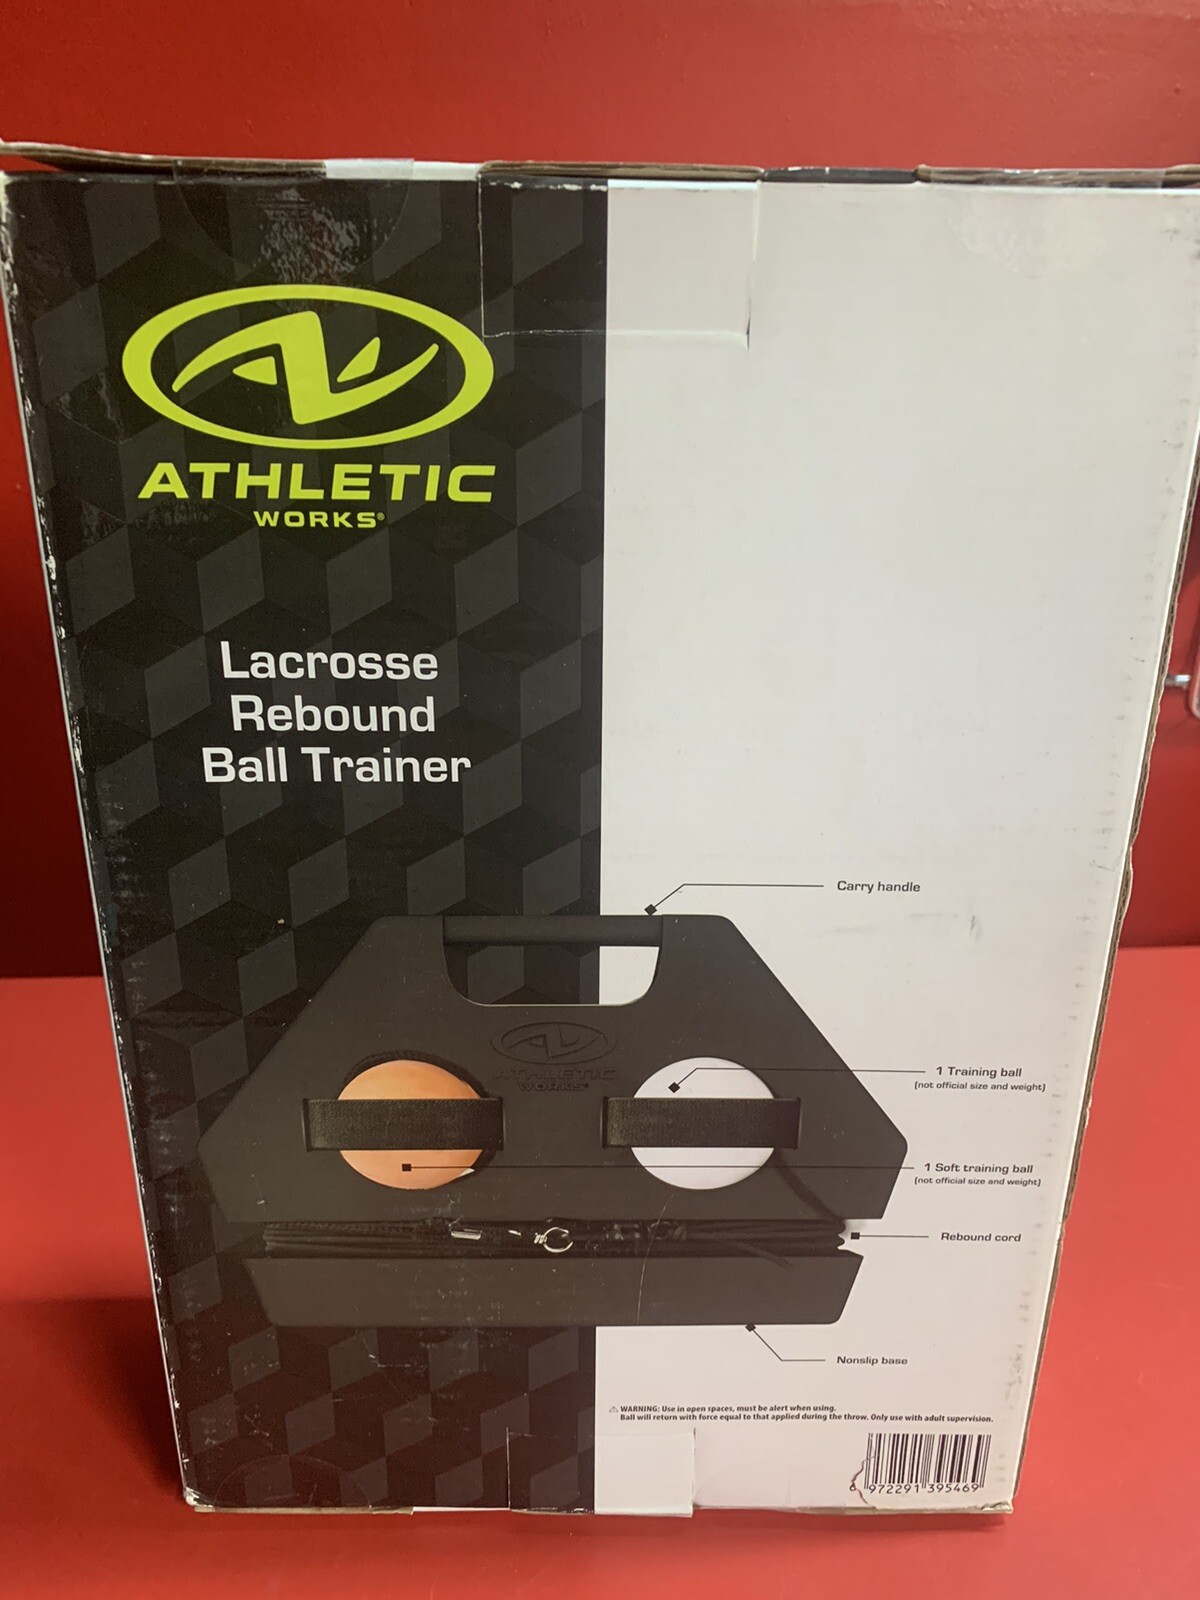 ATHLETIC
WORKS®
Lacrosse
Rebound
Ball Trainer
Carry handle
ATHLETIC
WORKS
1 Training ball
(not official size and weight)
1 Soft training ball
(not official size and weight)
Rebound cord
Nonslip base
⚠ WARNING: Use in open spaces, must be alert when using.
Ball will return with force equal to that applied during the throw. Only use with adult supervision.
6 972291 395469